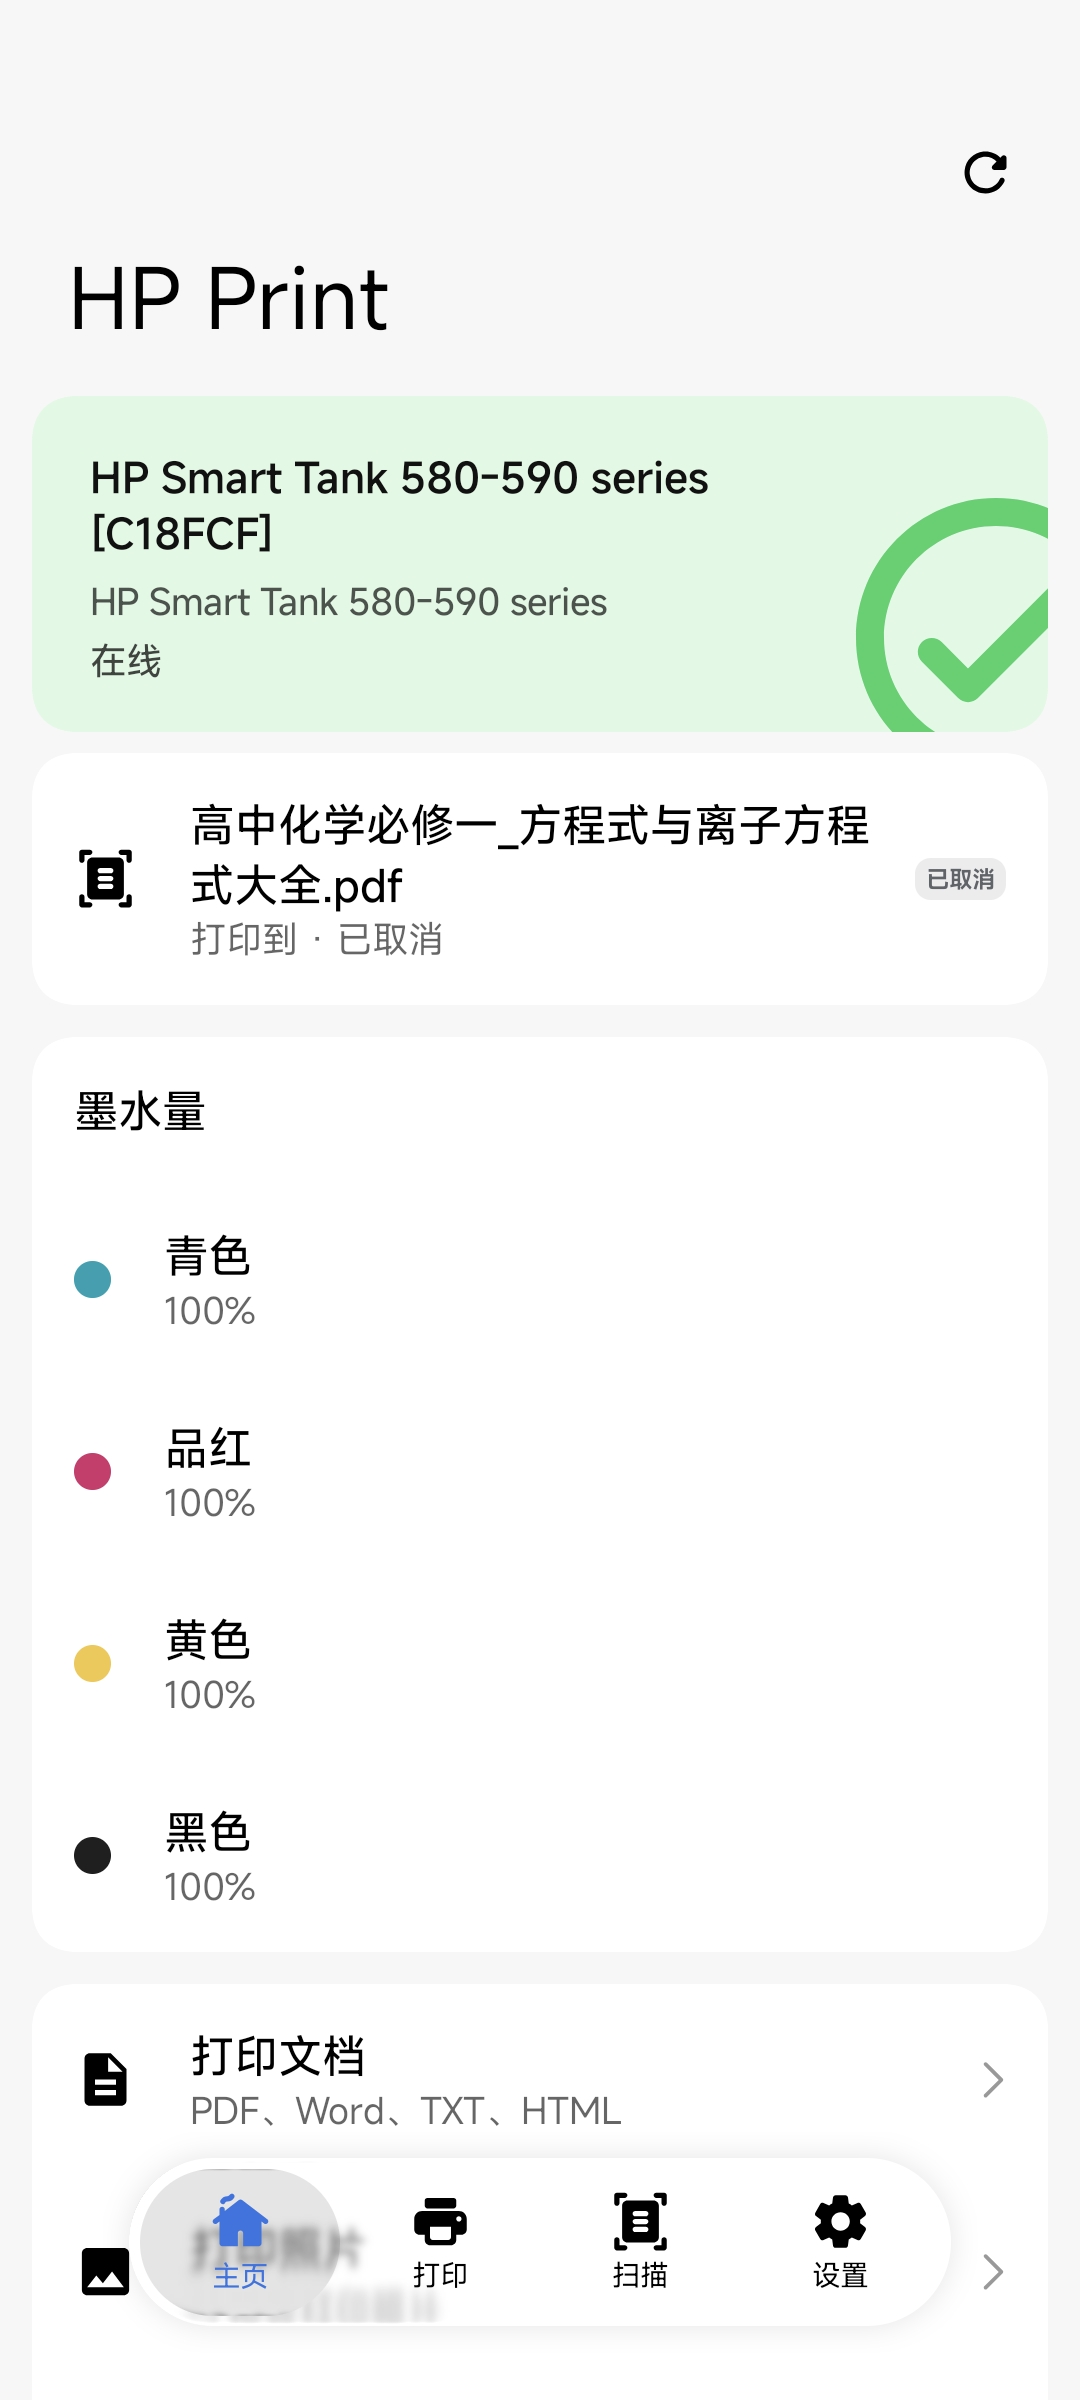 HP Print
HP Smart Tank 580-590 series
[C18FCF]
HP Smart Tank 580-590 series
在线
高中化学必修一_方程式与离子方程
式大全.pdf
打印到 · 已取消
已取消
墨水量
青色
100%
品红
100%
黄色
100%
黑色
100%
打印文档
PDF、Word、TXT、HTML
打印照片
主页
打印
扫描
设置